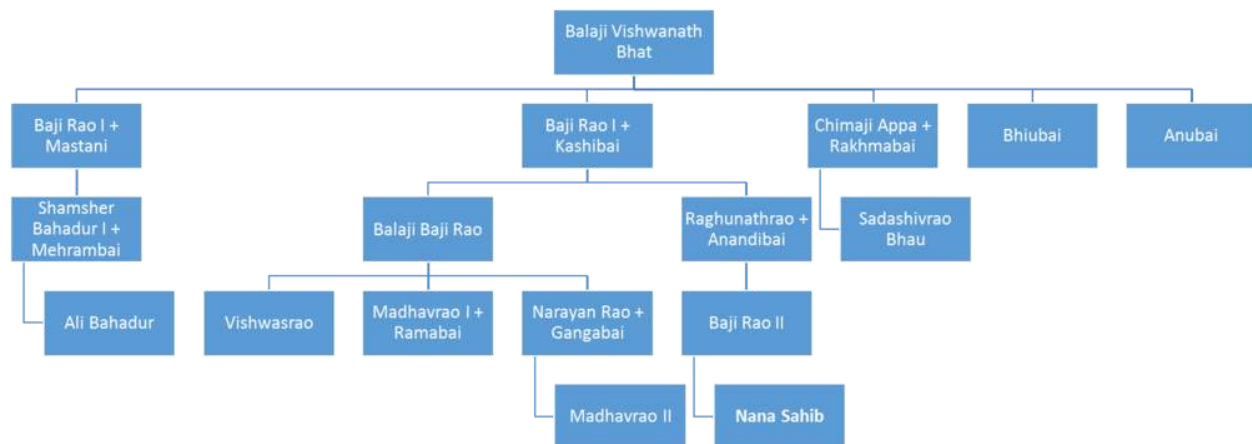 Balaji Vishwanath
Bhat
Baji Rao I +
Mastani
Baji Rao I +
Kashibai
Chimaji Appa +
Rakhmabai
Bhiubai
Anubai
Shamsher
Bahadur I +
Mehrambai
Balaji Baji Rao
Raghunathrao +
Anandibai
Sadashivrao
Bhau
Ali Bahadur
Vishwasrao
Madhavrao I +
Ramabai
Narayan Rao +
Gangabai
Baji Rao II
Madhavrao II
Nana Sahib